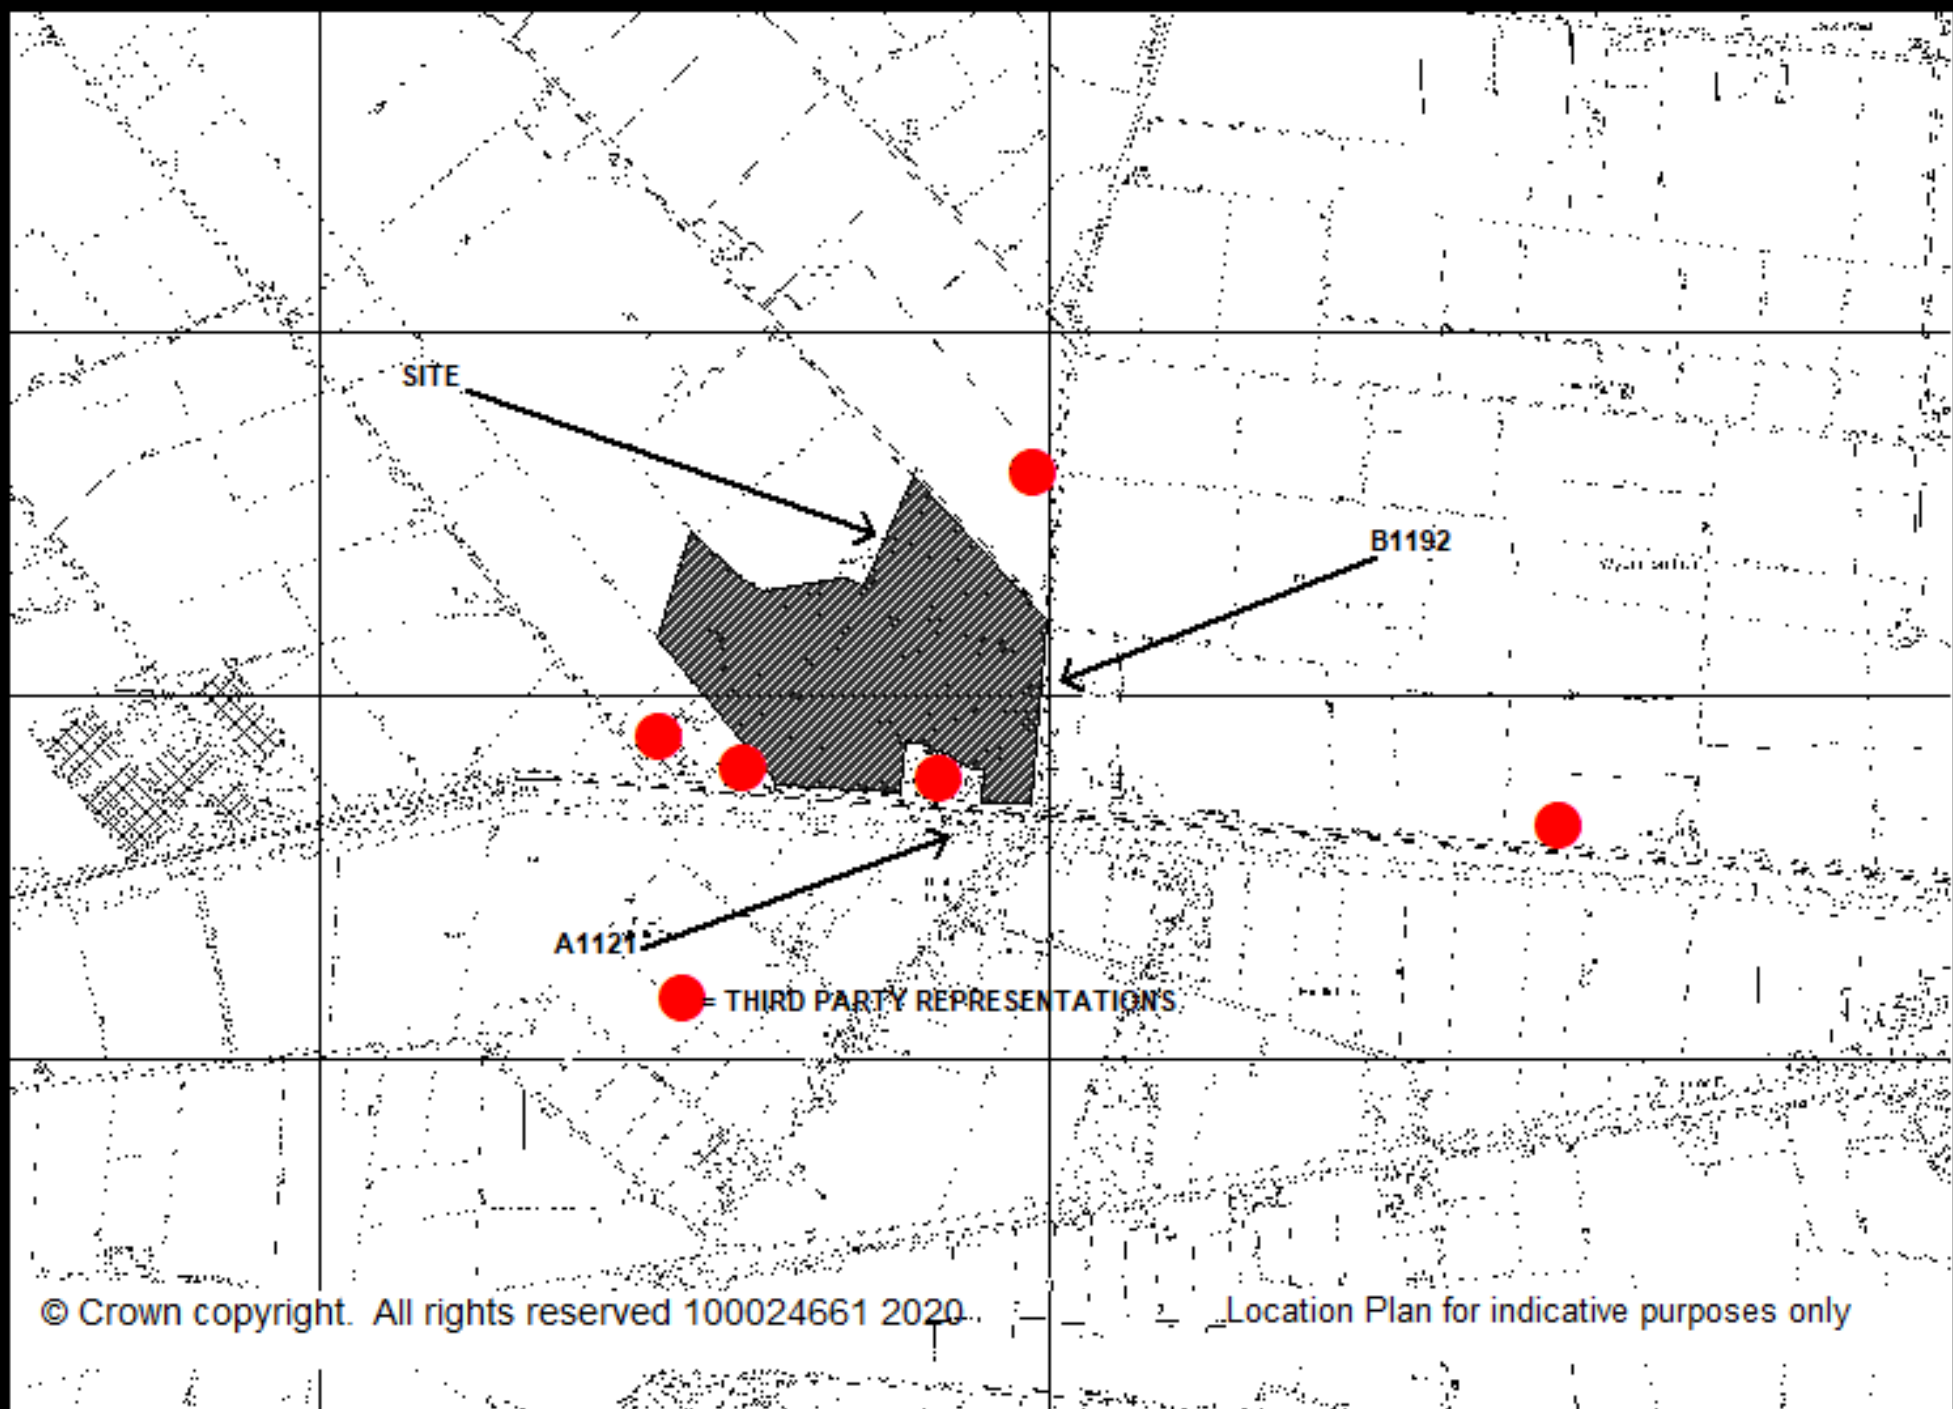 SITE
B1192
A1121
= THIRD PARTY REPRESENTATIONS
© Crown copyright. All rights reserved 100024661 2020
Location Plan for indicative purposes only